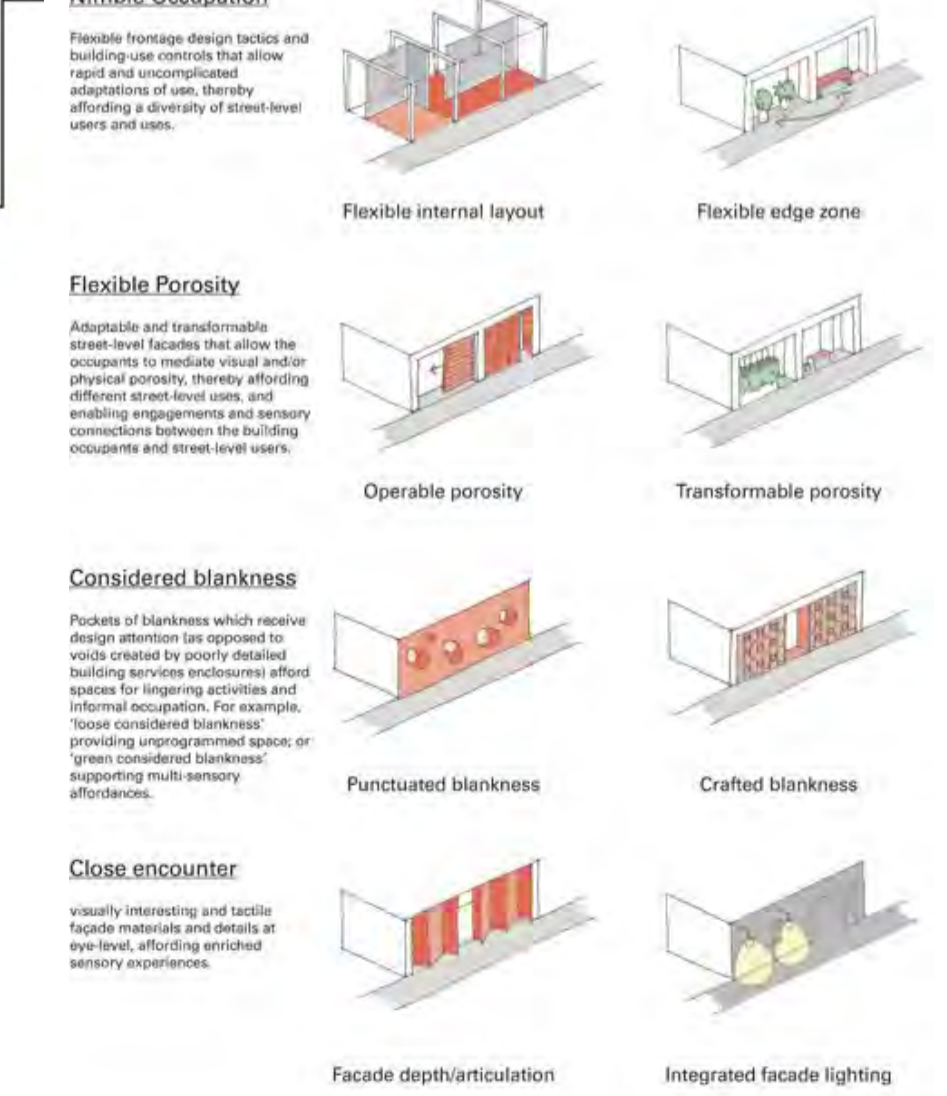 Nimble Occupation
Flexible frontage design tactics and
building-use controls that allow
rapid and uncomplicated
adaptations of use, thereby
affording a diversity of street-level
users and uses.
Flexible internal layout
Flexible edge zone
Flexible Porosity
Adaptable and transformable
street-level facades that allow the
occupants to mediate visual and/or
physical porosity, thereby affording
different street-level uses, and
enabling engagements and sensory
connections between the building
occupants and street-level users.
Operable porosity
Transformable porosity
Considered blankness
Pockets of blankness which receive
design attention (as opposed to
voids created by poorly detailed
building services enclosures) afford
spaces for lingering activities and
informal occupation. For example,
'loose considered blankness'
providing unprogrammed space; or
'green considered blankness'
supporting multi-sensory
affordances.
Punctuated blankness
Crafted blankness
Close encounter
visually interesting and tactile
façade materials and details at
eye-level, affording enriched
sensory experiences.
Facade depth/articulation
Integrated facade lighting